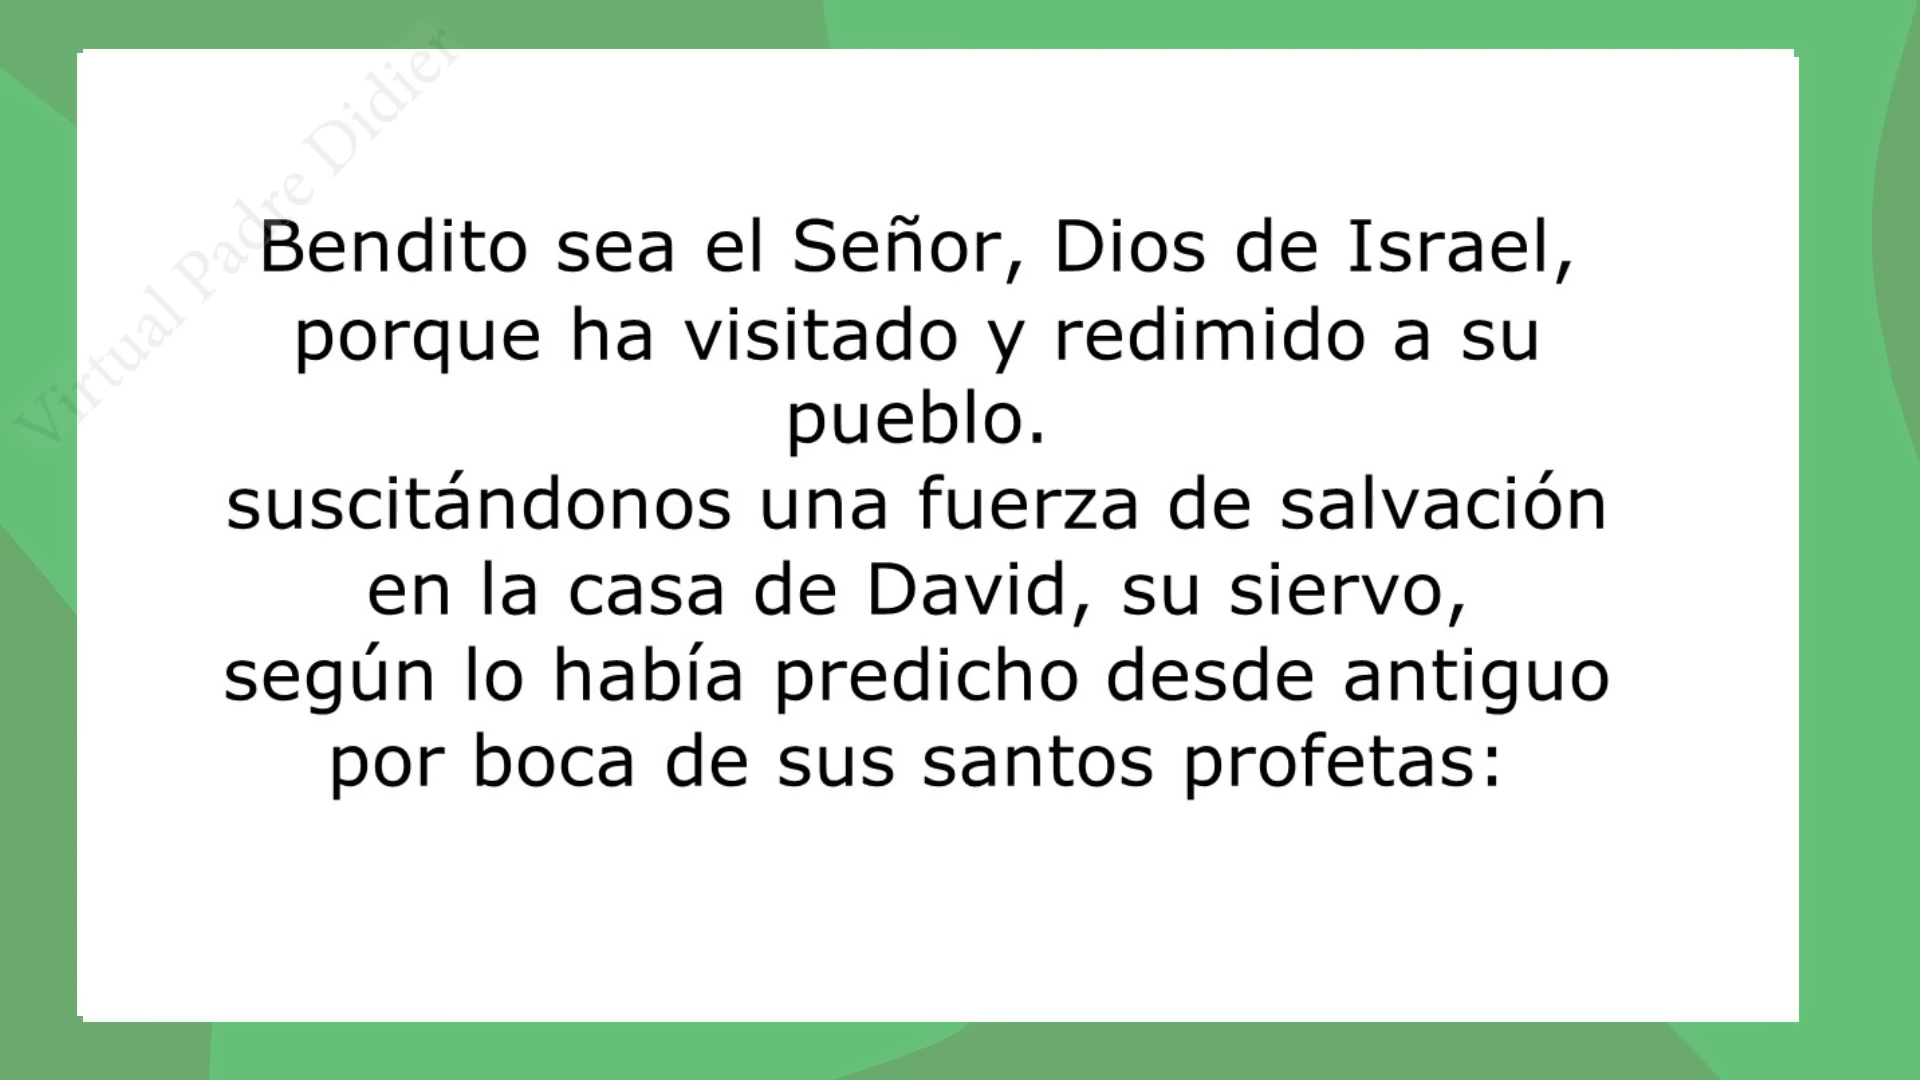 Virtual Padre Didier
Bendito sea el Señor, Dios de Israel,
porque ha visitado y redimido a su
pueblo.
suscitándonos una fuerza de salvación
en la casa de David, su siervo,
según lo había predicho desde antiguo
por boca de sus santos profetas: